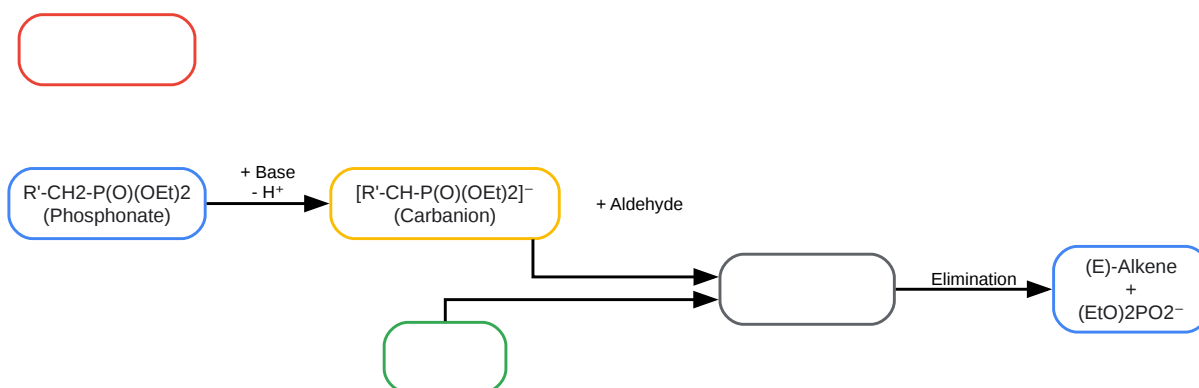 R'-CH2-P(O)(OEt)2
(Phosphonate)
+ Base
- H⁺
[R'-CH-P(O)(OEt)2]⁻
(Carbanion)
+ Aldehyde
Elimination
(E)-Alkene
+
(EtO)2PO2⁻